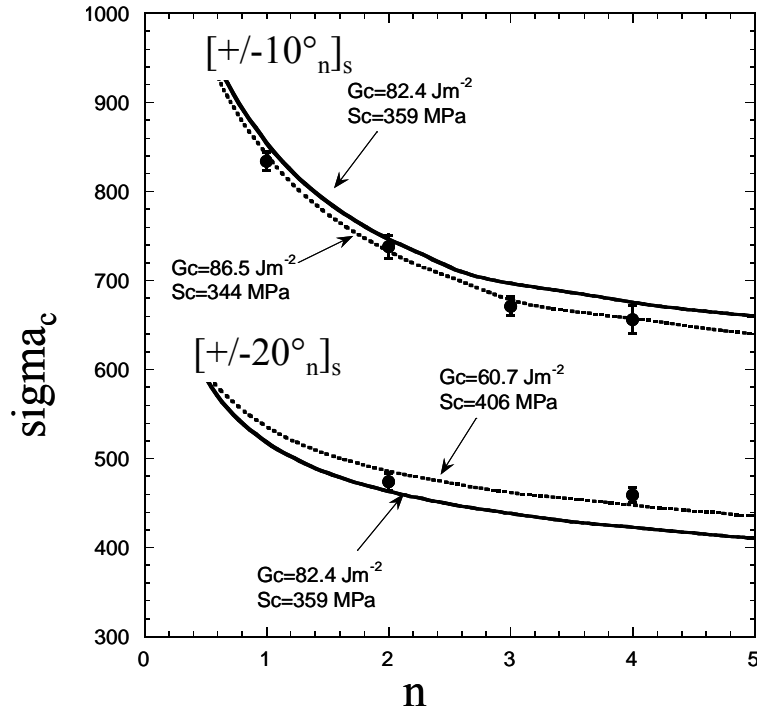 1000
[+/-10°n]s
Gc=82.4 Jm-2
Sc=359 MPa
900
800
700
Gc=86.5 Jm-2
Sc=344 MPa
600
[+/-20°n]s
Gc=60.7 Jm-2
Sc=406 MPa
500
400
Gc=82.4 Jm-2
Sc=359 MPa
300
sigmac
0 1 2 3 4 5
n